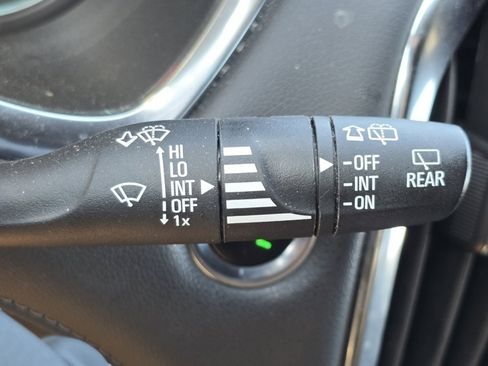 HI
LO
INT
OFF
1x
-OFF
-INT
-ON
REAR